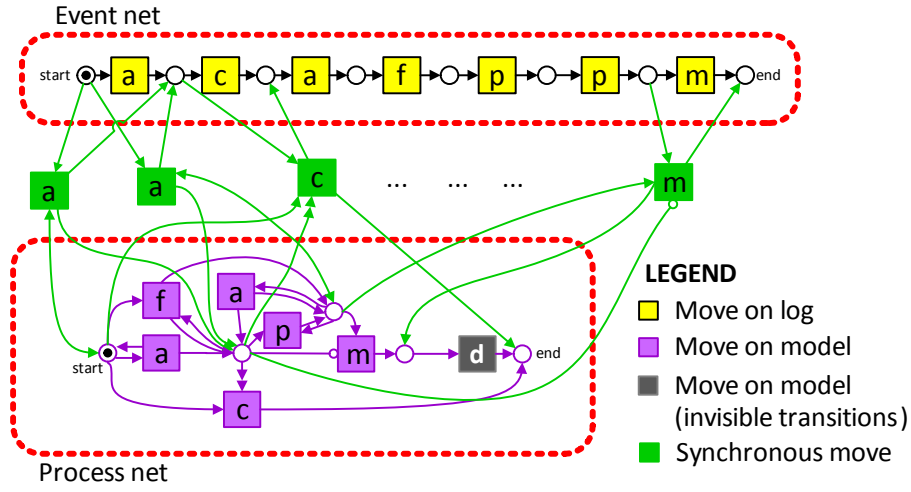 Event net
start a c a f p p m end
a a c ... ... ... m
f a p
start a m d end
c
Process net
LEGEND
Move on log
Move on model
Move on model
(invisible transitions)
Synchronous move